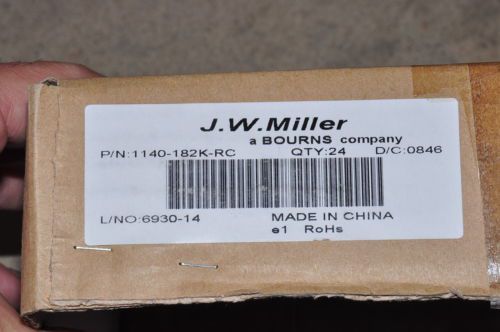 J.W.Miller
a BOURNS company
P/N:1140-182K-RC QTY:24 D/C:0846
L/NO:6930-14 MADE IN CHINA
e1 RoHs